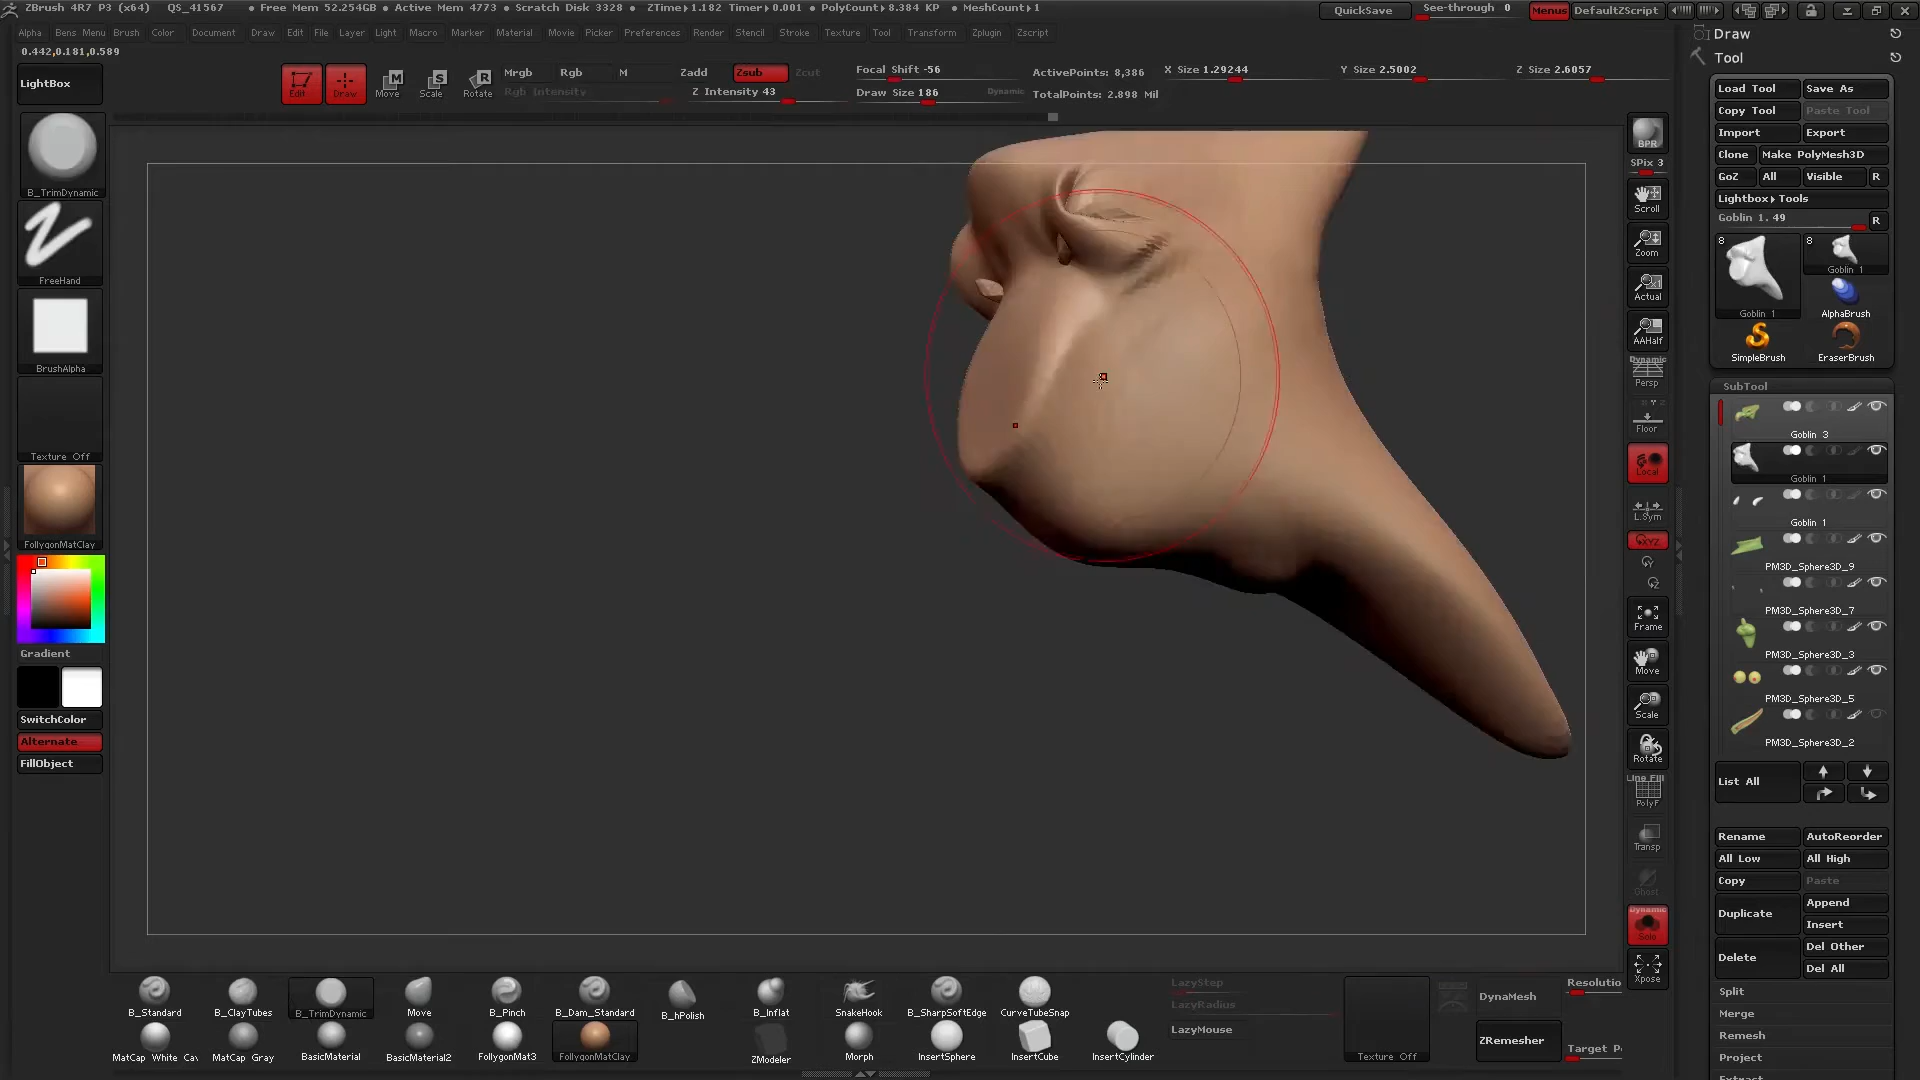 ZBrush 4R7 P3 (x64) QS_41567 • Free Mem 52.254GB • Active Mem 4773 • Scratch Disk 3328 • ZTime▸1.182 Timer▸0.001 • PolyCount▸8.384 KP • MeshCount▸1
QuickSave See-through 0 Menus DefaultZScript
Alpha Bens Menu Brush Color Document Draw Edit File Layer Light Macro Marker Material Movie Picker Preferences Render Stencil Stroke Texture Tool Transform Zplugin Zscript
0.442,0.181,0.589
LightBox
Edit Draw Move Scale Rotate
Mrgb Rgb M
Rgb Intensity
Zadd Zsub Zcut
Z Intensity 43
Focal Shift -56
Draw Size 186 Dynamic
ActivePoints: 8,386
TotalPoints: 2.898 Mil
X Size 1.29244 Y Size 2.5002 Z Size 2.6057
B_TrimDynamic
FreeHand
BrushAlpha
Texture Off
FollygonMatClay
Gradient
SwitchColor
Alternate
FillObject
BPR
SPix 3
Scroll
Zoom
Actual
AAHalf
Dynamic
Persp
Floor
Local
L.Sym
XYZ
Frame
Move
Scale
Rotate
Line Fill
PolyF
Transp
Ghost
Dynamic
Solo
Xpose
Draw
Tool
Load Tool Save As
Copy Tool Paste Tool
Import Export
Clone Make PolyMesh3D
GoZ All Visible R
Lightbox▸Tools
Goblin 1. 49 R
8 8
Goblin 1
Goblin 1 AlphaBrush
SimpleBrush EraserBrush
SubTool
Goblin 3
Goblin 1
Goblin 1
PM3D_Sphere3D_9
PM3D_Sphere3D_7
PM3D_Sphere3D_3
PM3D_Sphere3D_5
PM3D_Sphere3D_2
List All
Rename AutoReorder
All Low All High
Copy Paste
Duplicate Append
Insert
Delete Del Other
Del All
Split
Merge
Remesh
Project
Extract
B_Standard B_ClayTubes B_TrimDynamic Move B_Pinch B_Dam_Standard B_hPolish B_Inflat SnakeHook B_SharpSoftEdge CurveTubeSnap
MatCap White Cav MatCap Gray BasicMaterial BasicMaterial2 FollygonMat3 FollygonMatClay ZModeler Morph InsertSphere InsertCube InsertCylinder
LazyStep
LazyRadius
LazyMouse
Texture Off
DynaMesh
ZRemesher
Resolutio
Target P